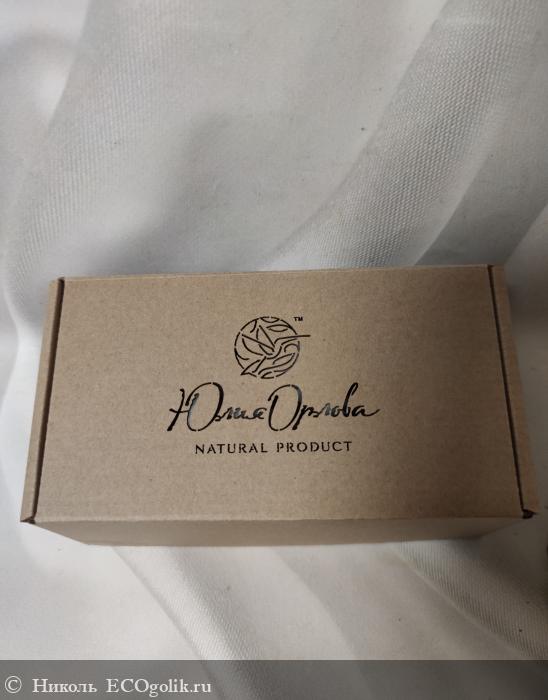 ™
Юлия Орлова
NATURAL PRODUCT
© Николь ECOgolik.ru